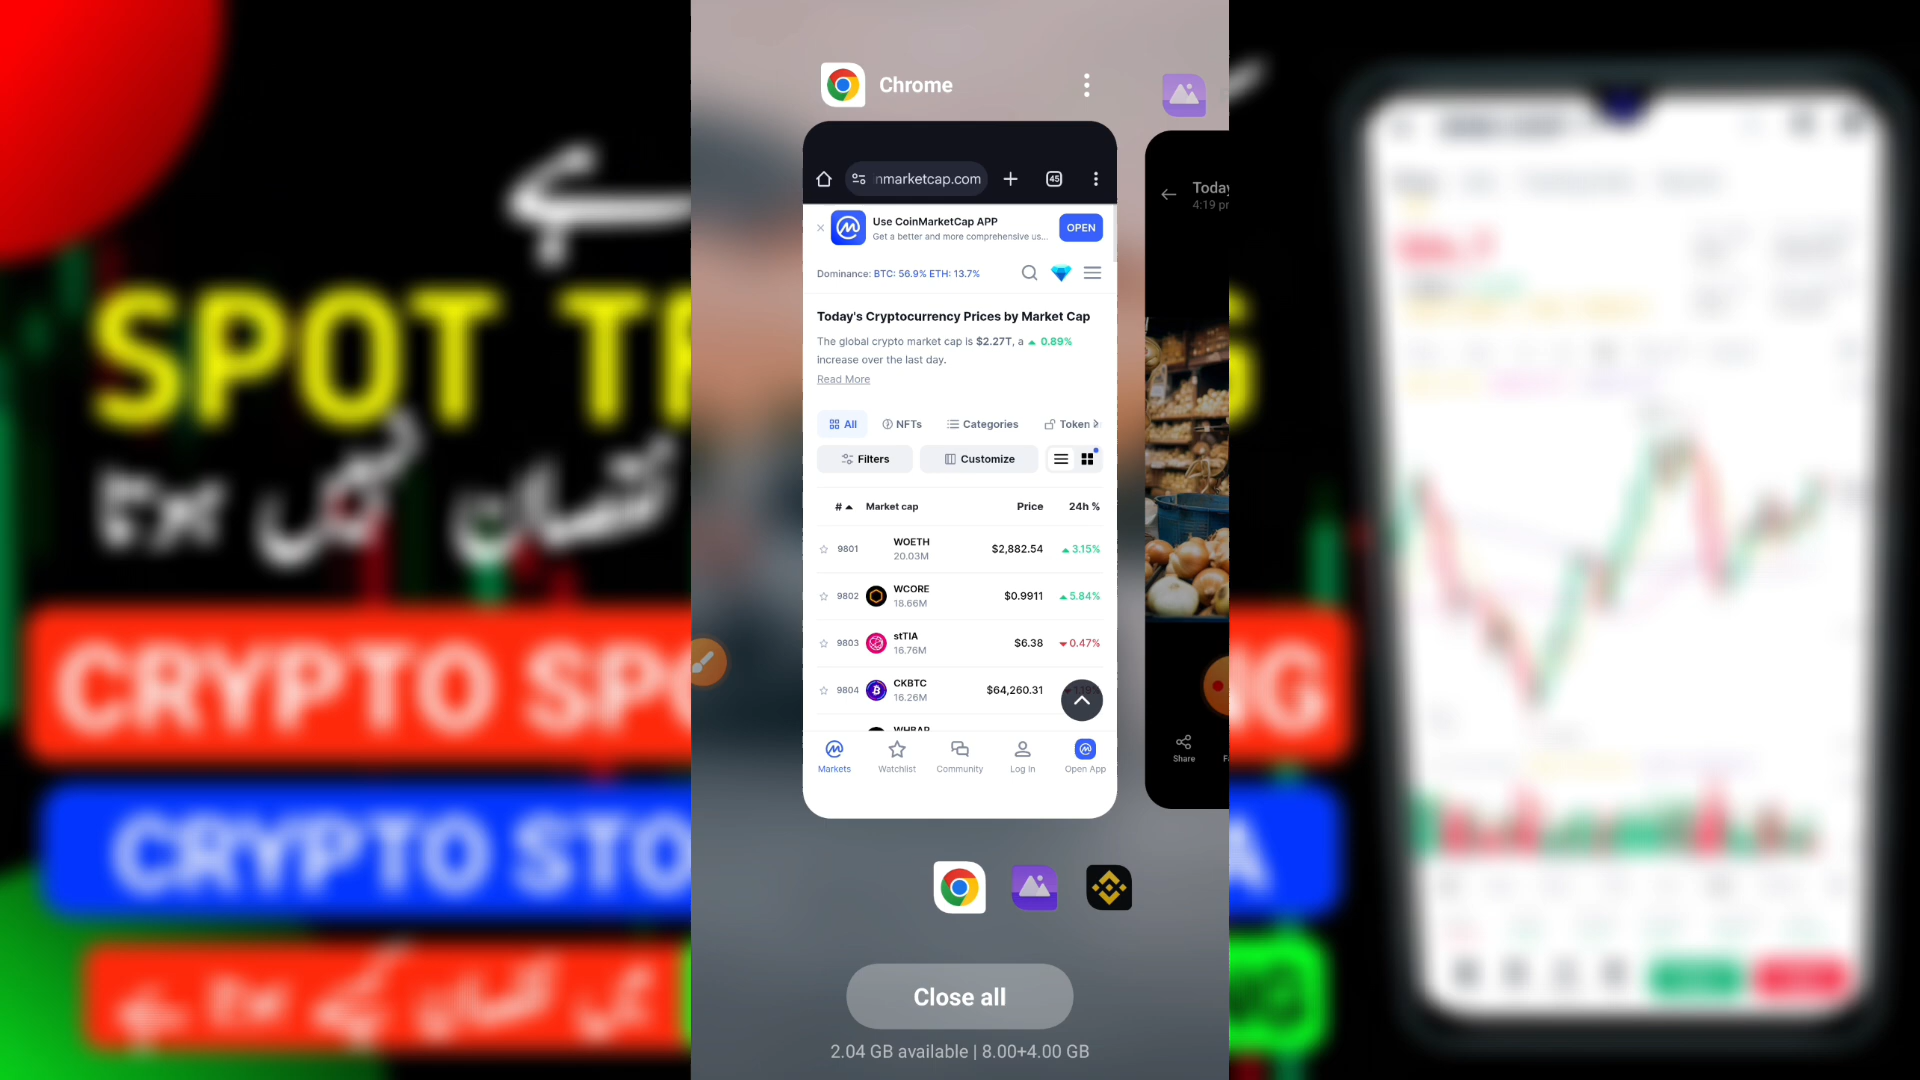 Chrome
45
nmarketcap.com
Use CoinMarketCap APP
Get a better and more comprehensive us...
OPEN
Dominance: BTC: 56.9% ETH: 13.7%
Today's Cryptocurrency Prices by Market Cap
The global crypto market cap is $2.27T, a 0.89%
increase over the last day.
Read More
All NFTs Categories Token
Filters Customize
# Market cap Price 24h %
9801 WOETH $2,882.54 3.15%
20.03M
9802 WCORE $0.9911 5.84%
18.66M
9803 stTIA $6.38 0.47%
16.76M
9804 CKBTC $64,260.31
16.26M
WHBAR
Markets Watchlist Community Log In Open App
Today
4:19 pr
Share
Close all
2.04 GB available | 8.00+4.00 GB
SPOT
CRYPTO SPO
CRYPTO STO